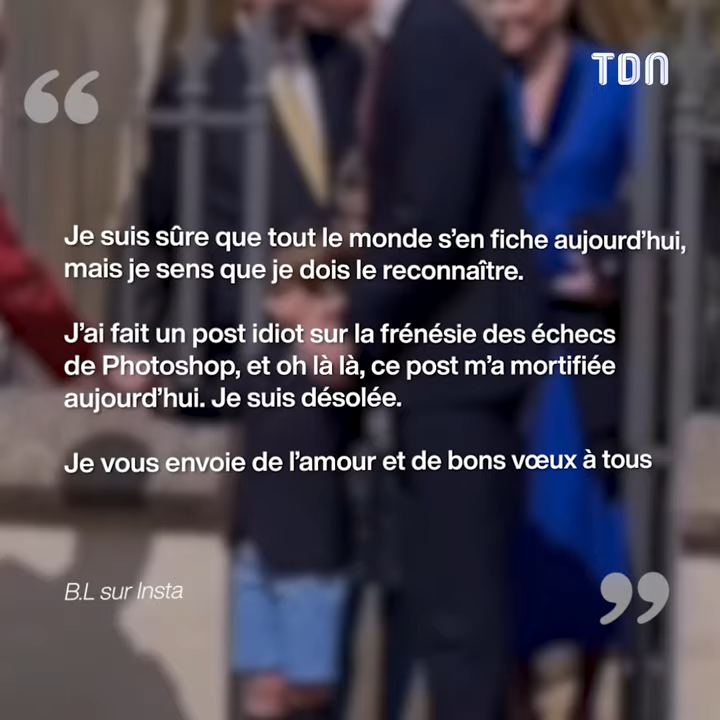 TDN
“
Je suis sûre que tout le monde s’en fiche aujourd’hui,
mais je sens que je dois le reconnaître.
J’ai fait un post idiot sur la frénésie des échecs
de Photoshop, et oh là là, ce post m’a mortifiée
aujourd’hui. Je suis désolée.
Je vous envoie de l’amour et de bons vœux à tous
B.L sur Insta
”